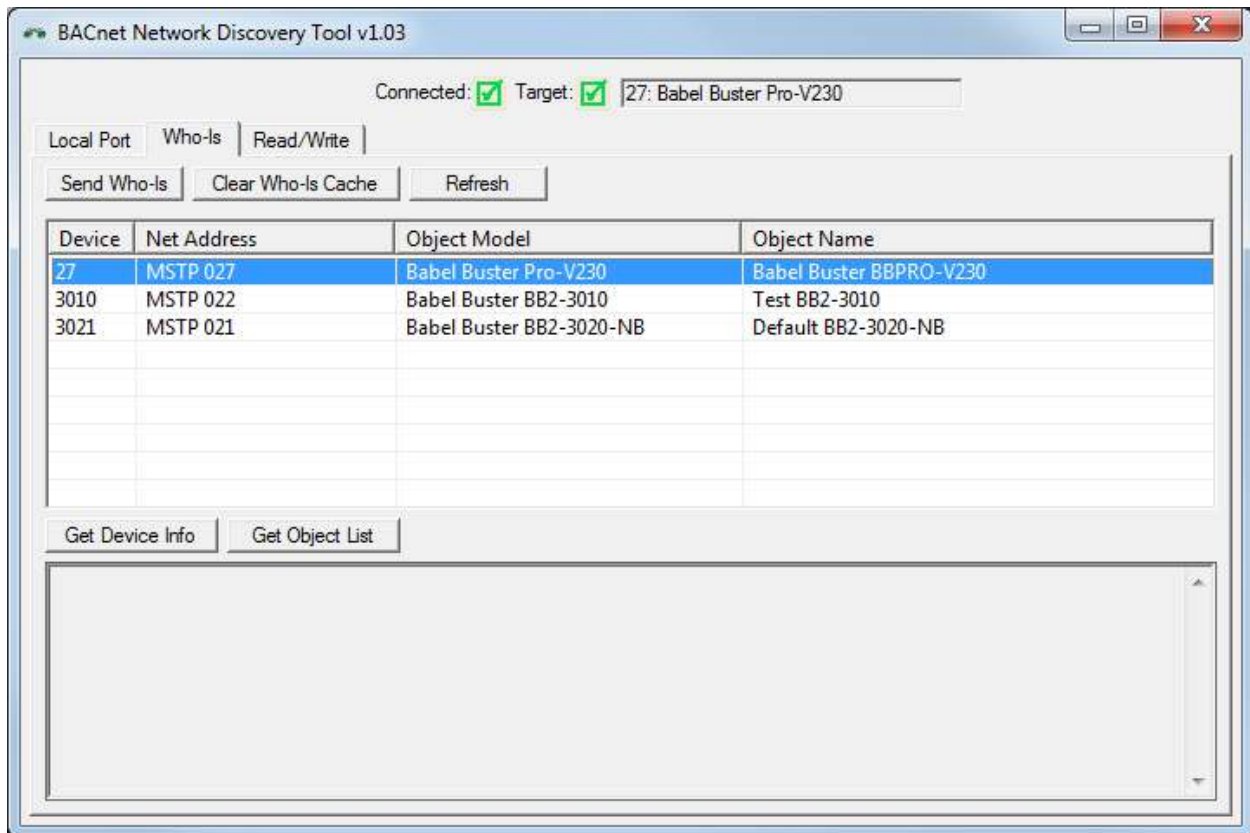 BACnet Network Discovery Tool v1.03
Connected: Target: 27: Babel Buster Pro-V230
Local Port Who-Is Read/Write
Send Who-Is Clear Who-Is Cache Refresh
Device Net Address Object Model Object Name
27 MSTP 027 Babel Buster Pro-V230 Babel Buster BBPRO-V230
3010 MSTP 022 Babel Buster BB2-3010 Test BB2-3010
3021 MSTP 021 Babel Buster BB2-3020-NB Default BB2-3020-NB
Get Device Info Get Object List